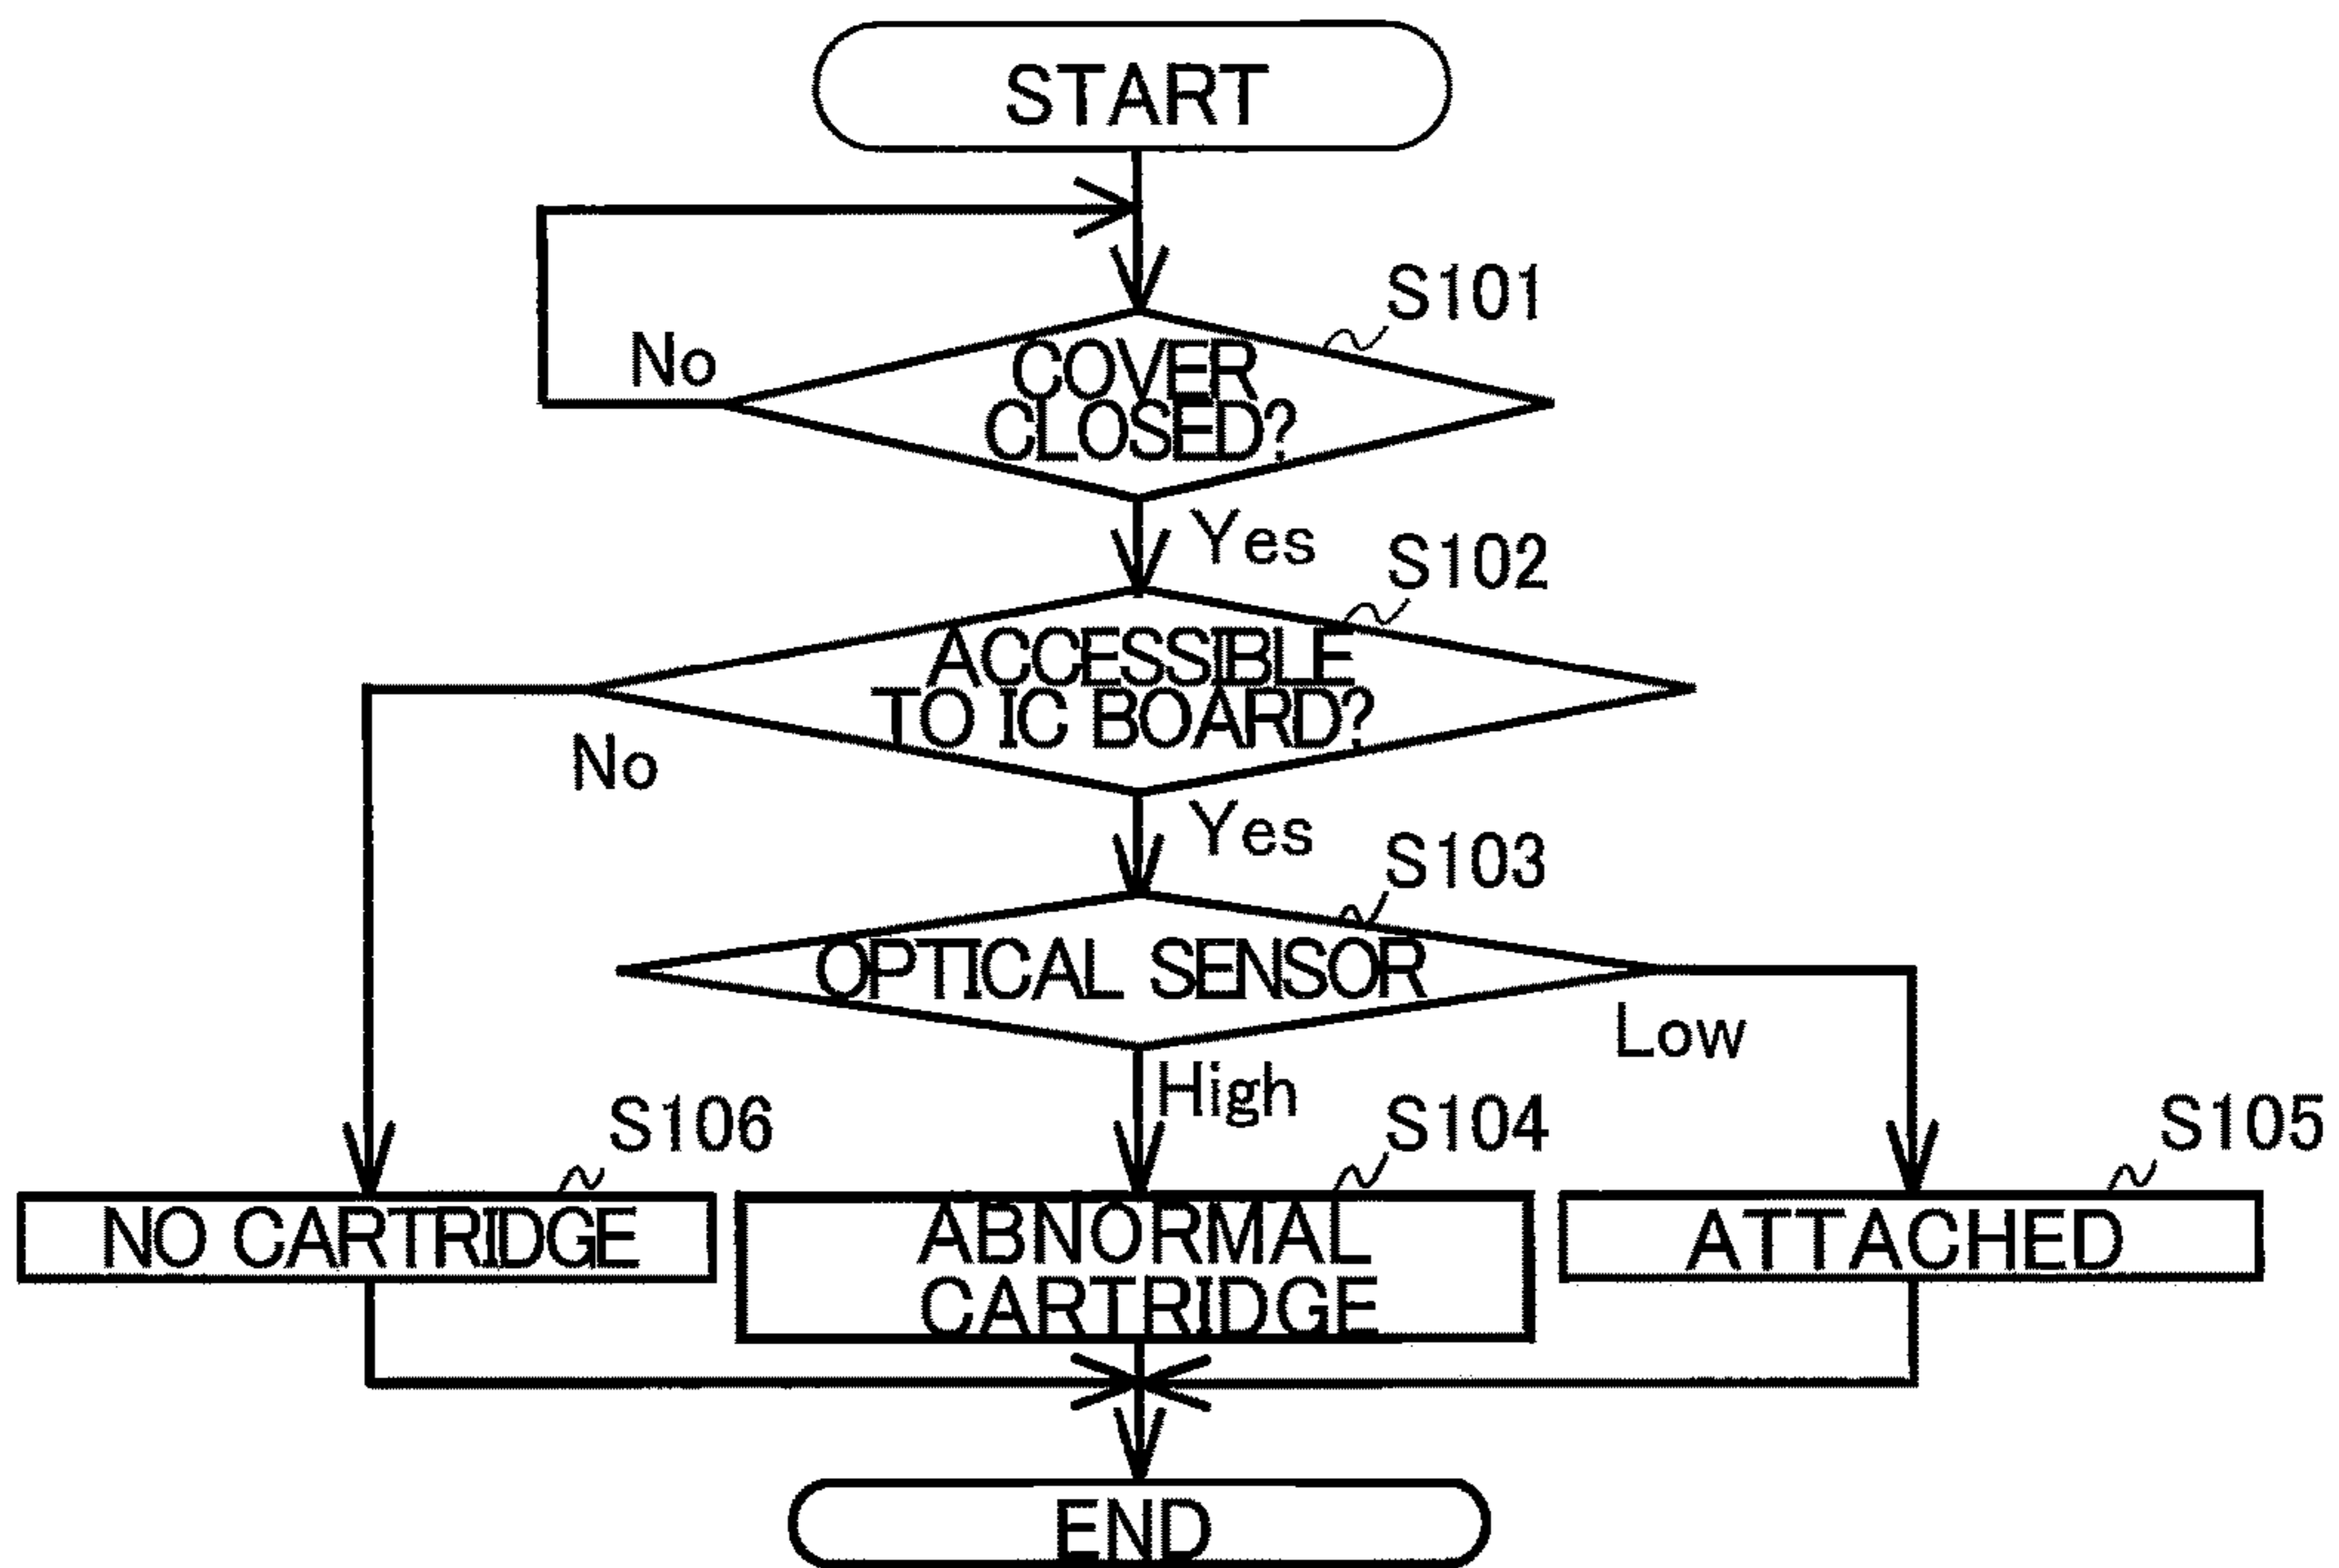 START
S101
No
COVER
CLOSED?
Yes
S102
ACCESSIBLE
TO IC BOARD?
No
Yes
S103
OPTICAL SENSOR
Low
High
S106
S104
S105
NO CARTRIDGE
ABNORMAL
CARTRIDGE
ATTACHED
END